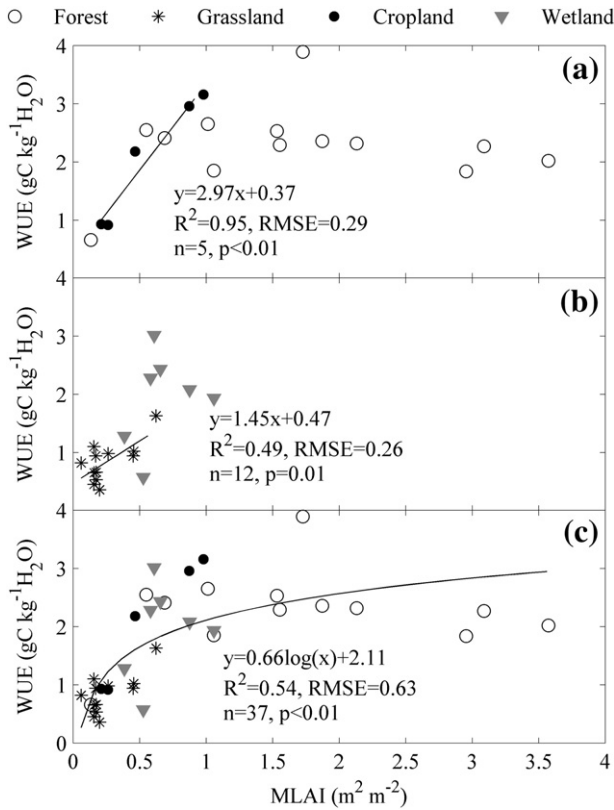 Forest Grassland Cropland Wetland
(a)
WUE (gC kg⁻¹H₂O)
4
3
2
1
y=2.97x+0.37
R²=0.95, RMSE=0.29
n=5, p<0.01
(b)
WUE (gC kg⁻¹H₂O)
4
3
2
1
y=1.45x+0.47
R²=0.49, RMSE=0.26
n=12, p=0.01
(c)
WUE (gC kg⁻¹H₂O)
4
3
2
1
0
y=0.66log(x)+2.11
R²=0.54, RMSE=0.63
n=37, p<0.01
0 0.5 1 1.5 2 2.5 3 3.5 4
MLAI (m² m⁻²)